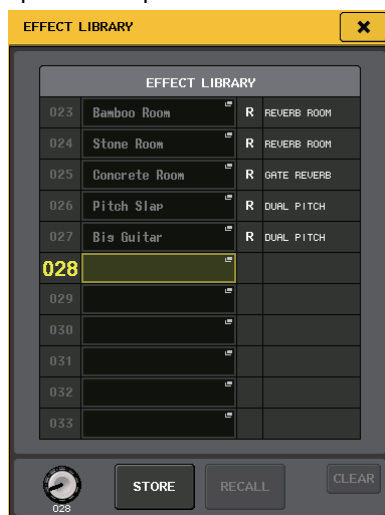 EFFECT LIBRARY
EFFECT LIBRARY
023 Bamboo Room R REVERB ROOM
024 Stone Room R REVERB ROOM
025 Concrete Room R GATE REVERB
026 Pitch Slap R DUAL PITCH
027 Big Guitar R DUAL PITCH
028
029
030
031
032
033
STORE RECALL CLEAR
028